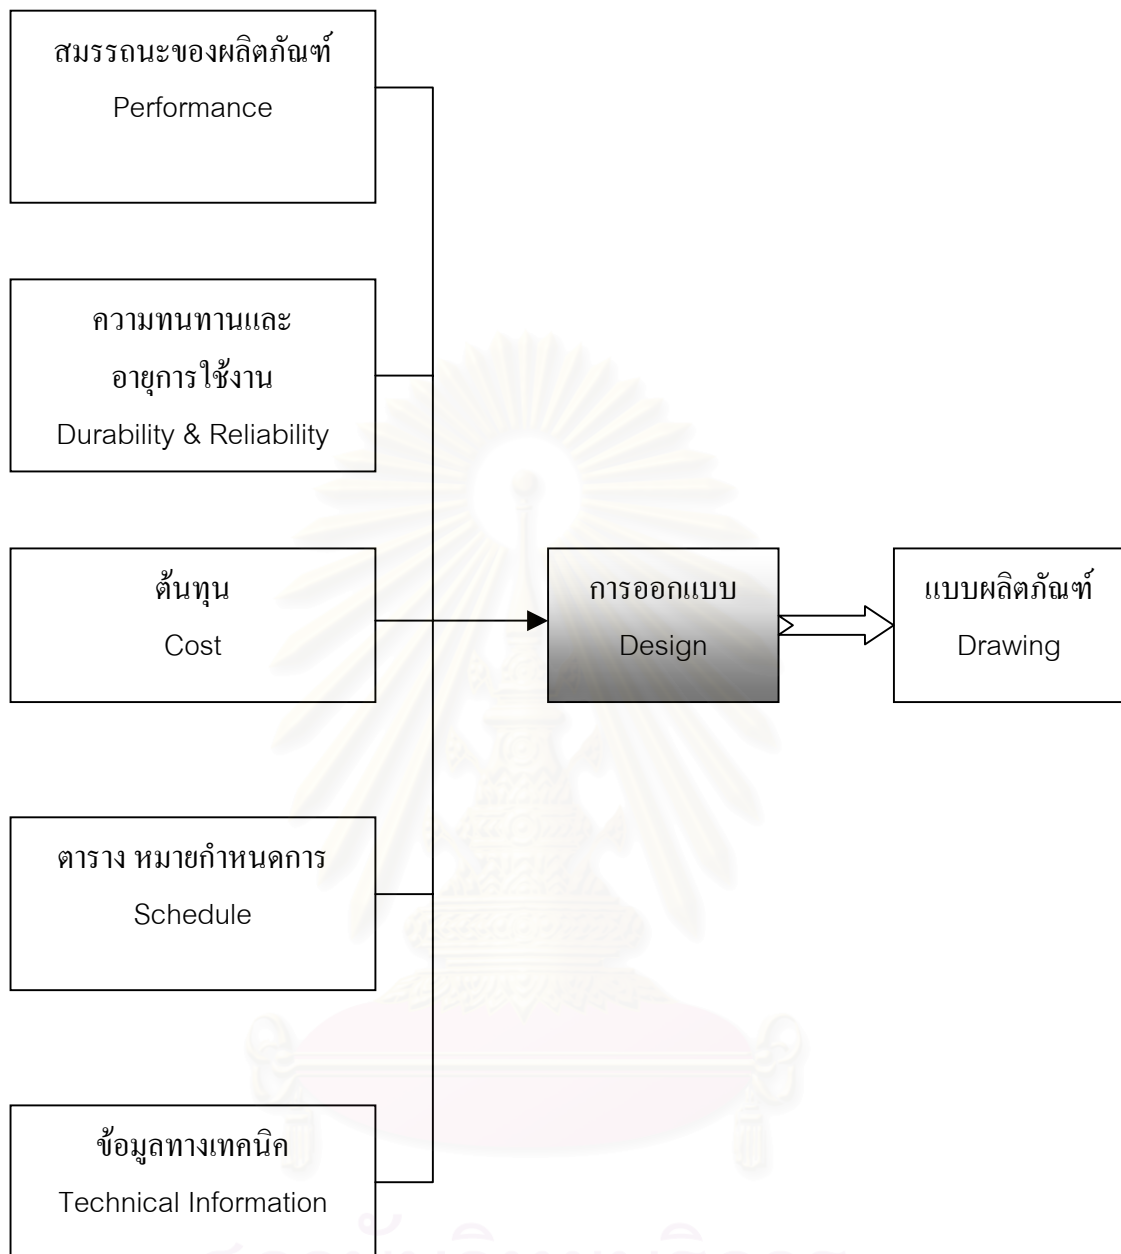 สมรรถนะของผลิตภัณฑ์
Performance
ความทนทานและ
อายุการใช้งาน
Durability & Reliability
ต้นทุน
Cost
การออกแบบ
Design
แบบผลิตภัณฑ์
Drawing
ตาราง หมายกำหนดการ
Schedule
ข้อมูลทางเทคนิค
Technical Information